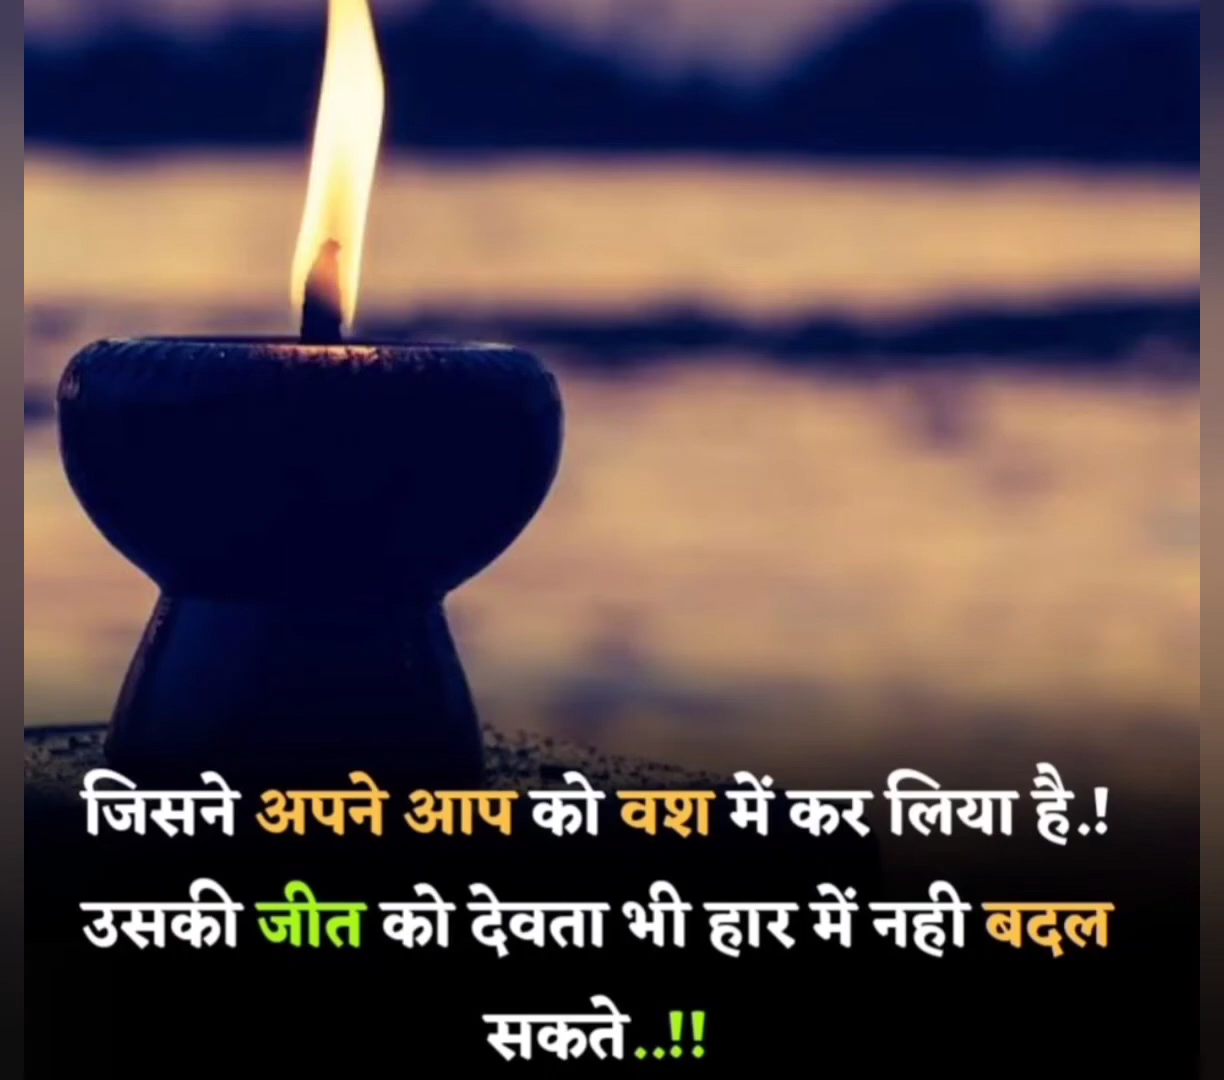 जिसने अपने आप को वश में कर लिया है.!
उसकी जीत को देवता भी हार में नही बदल
सकते..!!